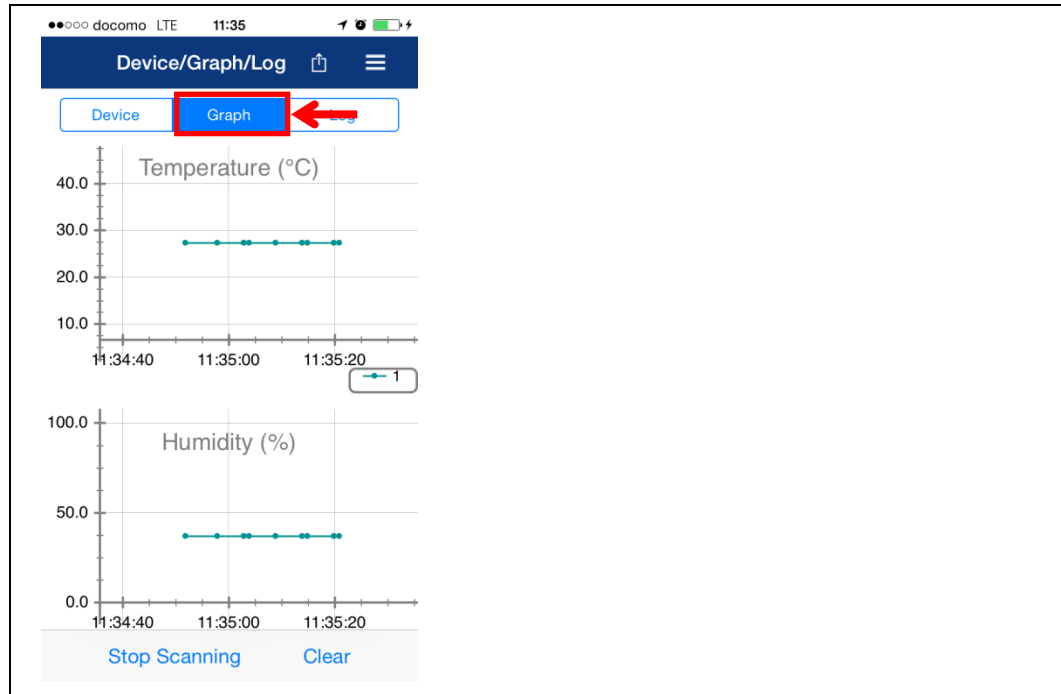 docomo LTE 11:35
Device/Graph/Log
Device Graph Log
Temperature (°C)
40.0
30.0
20.0
10.0
11:34:40 11:35:00 11:35:20
1
100.0
Humidity (%)
50.0
0.0
11:34:40 11:35:00 11:35:20
Stop Scanning Clear